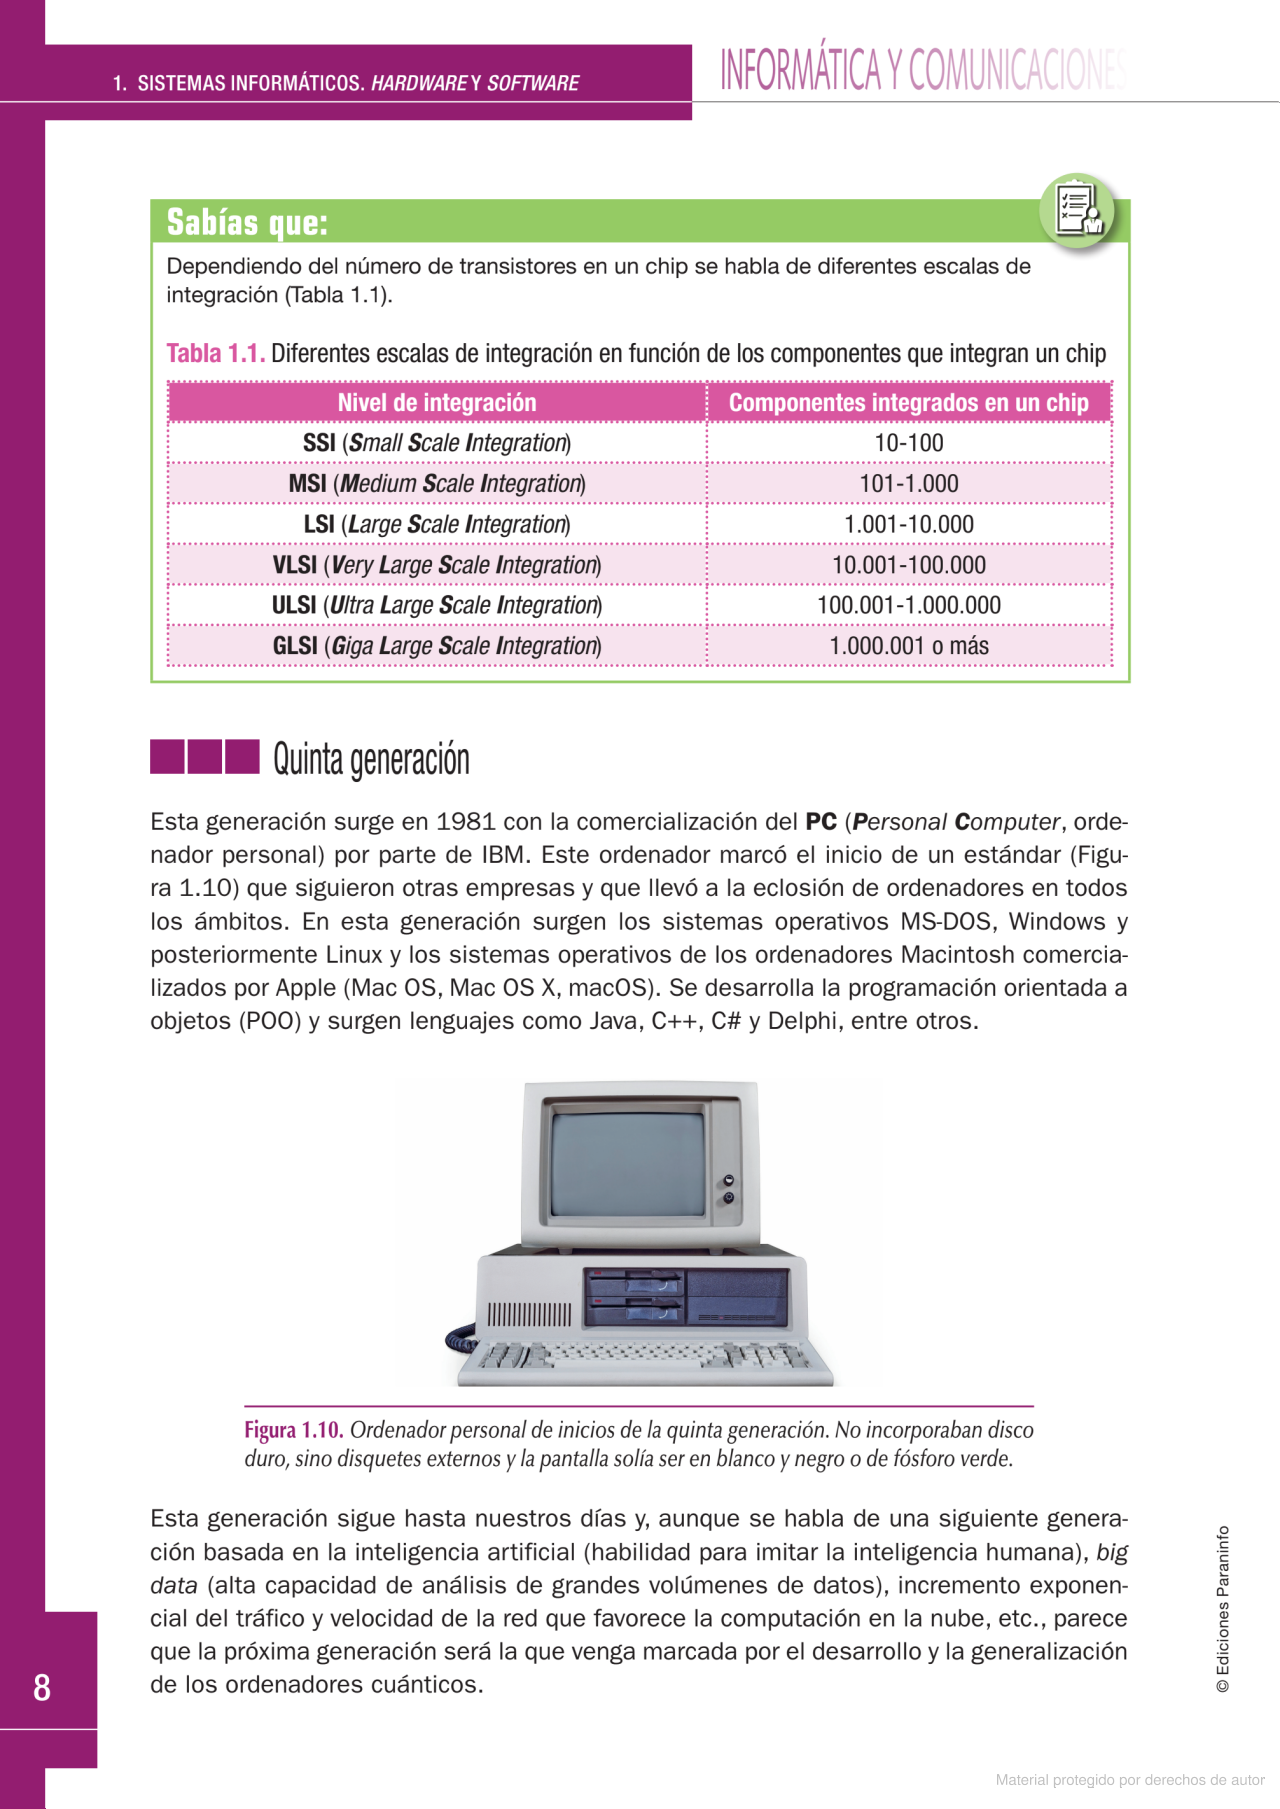 1. SISTEMAS INFORMÁTICOS. HARDWARE Y SOFTWARE
INFORMÁTICA Y COMUNICACIONES
Sabías que:
Dependiendo del número de transistores en un chip se habla de diferentes escalas de
integración (Tabla 1.1).
Tabla 1.1. Diferentes escalas de integración en función de los componentes que integran un chip
Nivel de integración Componentes integrados en un chip
SSI (Small Scale Integration) 10-100
MSI (Medium Scale Integration) 101-1.000
LSI (Large Scale Integration) 1.001-10.000
VLSI (Very Large Scale Integration) 10.001-100.000
ULSI (Ultra Large Scale Integration) 100.001-1.000.000
GLSI (Giga Large Scale Integration) 1.000.001 o más
Quinta generación
Esta generación surge en 1981 con la comercialización del PC (Personal Computer, orde-
nador personal) por parte de IBM. Este ordenador marcó el inicio de un estándar (Figu-
ra 1.10) que siguieron otras empresas y que llevó a la eclosión de ordenadores en todos
los ámbitos. En esta generación surgen los sistemas operativos MS-DOS, Windows y
posteriormente Linux y los sistemas operativos de los ordenadores Macintosh comercia-
lizados por Apple (Mac OS, Mac OS X, macOS). Se desarrolla la programación orientada a
objetos (POO) y surgen lenguajes como Java, C++, C# y Delphi, entre otros.
Figura 1.10. Ordenador personal de inicios de la quinta generación. No incorporaban disco
duro, sino disquetes externos y la pantalla solía ser en blanco y negro o de fósforo verde.
Esta generación sigue hasta nuestros días y, aunque se habla de una siguiente genera-
ción basada en la inteligencia artificial (habilidad para imitar la inteligencia humana), big
data (alta capacidad de análisis de grandes volúmenes de datos), incremento exponen-
cial del tráfico y velocidad de la red que favorece la computación en la nube, etc., parece
que la próxima generación será la que venga marcada por el desarrollo y la generalización
de los ordenadores cuánticos.
© Ediciones Paraninfo
8
Material protegido por derechos de autor